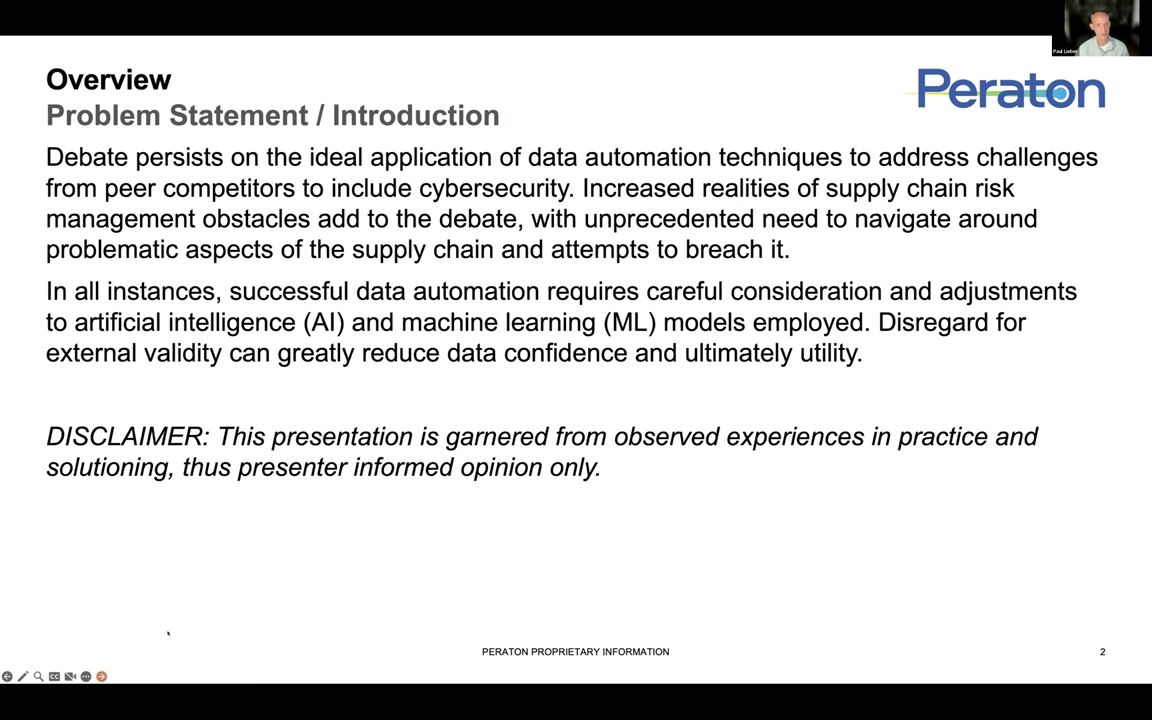 Paul Lieber
Overview
Peraton
Problem Statement / Introduction
Debate persists on the ideal application of data automation techniques to address challenges
from peer competitors to include cybersecurity. Increased realities of supply chain risk
management obstacles add to the debate, with unprecedented need to navigate around
problematic aspects of the supply chain and attempts to breach it.
In all instances, successful data automation requires careful consideration and adjustments
to artificial intelligence (AI) and machine learning (ML) models employed. Disregard for
external validity can greatly reduce data confidence and ultimately utility.
DISCLAIMER: This presentation is garnered from observed experiences in practice and
solutioning, thus presenter informed opinion only.
PERATON PROPRIETARY INFORMATION
2
CC